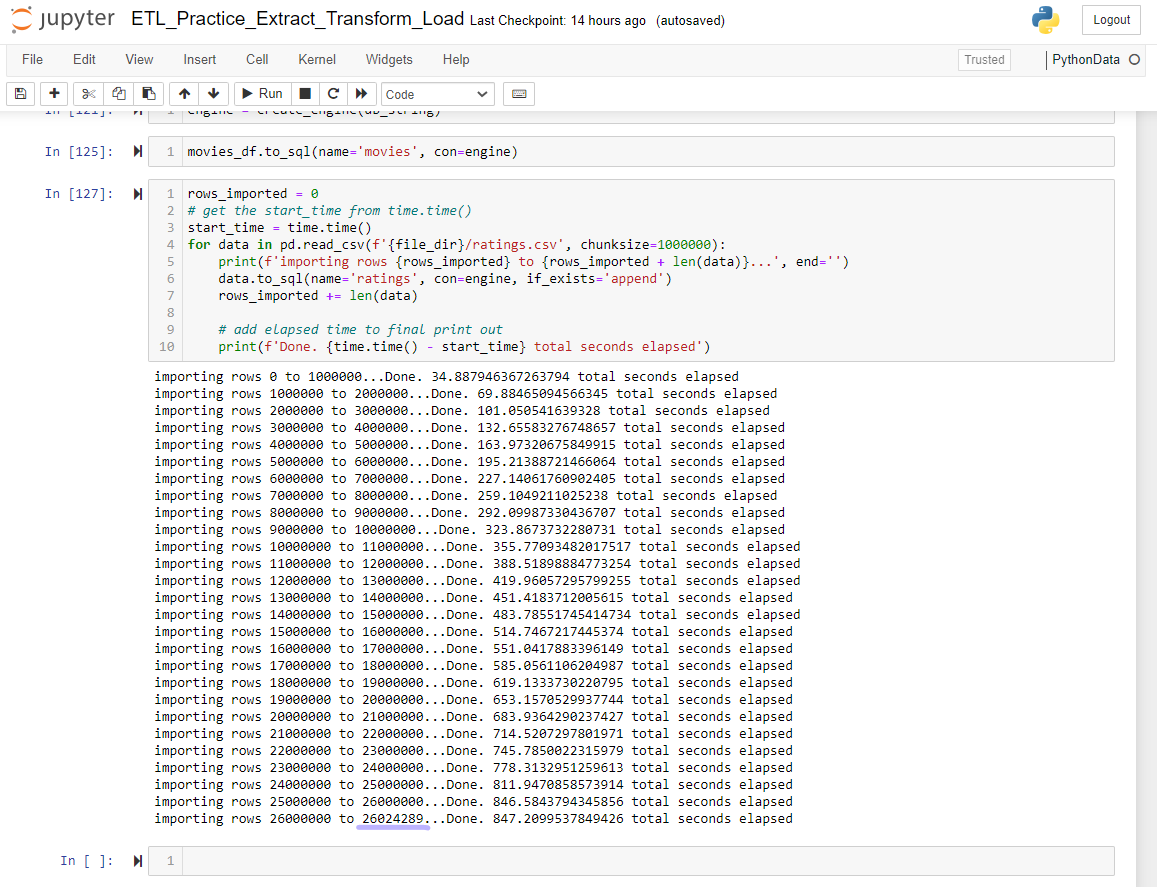 jupyter ETL_Practice_Extract_Transform_Load Last Checkpoint: 14 hours ago (autosaved) Logout
File Edit View Insert Cell Kernel Widgets Help Trusted PythonData
Run Code
In [121]: 1 engine = create_engine(db_string)
In [125]: 1 movies_df.to_sql(name='movies', con=engine)
In [127]: 1 rows_imported = 0
2 # get the start_time from time.time()
3 start_time = time.time()
4 for data in pd.read_csv(f'{file_dir}/ratings.csv', chunksize=1000000):
5 print(f'importing rows {rows_imported} to {rows_imported + len(data)}...', end='')
6 data.to_sql(name='ratings', con=engine, if_exists='append')
7 rows_imported += len(data)
8
9 # add elapsed time to final print out
10 print(f'Done. {time.time() - start_time} total seconds elapsed')
importing rows 0 to 1000000...Done. 34.887946367263794 total seconds elapsed
importing rows 1000000 to 2000000...Done. 69.88465094566345 total seconds elapsed
importing rows 2000000 to 3000000...Done. 101.050541639328 total seconds elapsed
importing rows 3000000 to 4000000...Done. 132.65583276748657 total seconds elapsed
importing rows 4000000 to 5000000...Done. 163.97320675849915 total seconds elapsed
importing rows 5000000 to 6000000...Done. 195.21388721466064 total seconds elapsed
importing rows 6000000 to 7000000...Done. 227.14061760902405 total seconds elapsed
importing rows 7000000 to 8000000...Done. 259.1049211025238 total seconds elapsed
importing rows 8000000 to 9000000...Done. 292.09987330436707 total seconds elapsed
importing rows 9000000 to 10000000...Done. 323.8673732280731 total seconds elapsed
importing rows 10000000 to 11000000...Done. 355.77093482017517 total seconds elapsed
importing rows 11000000 to 12000000...Done. 388.51898884773254 total seconds elapsed
importing rows 12000000 to 13000000...Done. 419.96057295799255 total seconds elapsed
importing rows 13000000 to 14000000...Done. 451.4183712005615 total seconds elapsed
importing rows 14000000 to 15000000...Done. 483.78551745414734 total seconds elapsed
importing rows 15000000 to 16000000...Done. 514.7467217445374 total seconds elapsed
importing rows 16000000 to 17000000...Done. 551.0417883396149 total seconds elapsed
importing rows 17000000 to 18000000...Done. 585.0561106204987 total seconds elapsed
importing rows 18000000 to 19000000...Done. 619.1333730220795 total seconds elapsed
importing rows 19000000 to 20000000...Done. 653.1570529937744 total seconds elapsed
importing rows 20000000 to 21000000...Done. 683.9364290237427 total seconds elapsed
importing rows 21000000 to 22000000...Done. 714.5207297801971 total seconds elapsed
importing rows 22000000 to 23000000...Done. 745.7850022315979 total seconds elapsed
importing rows 23000000 to 24000000...Done. 778.3132951259613 total seconds elapsed
importing rows 24000000 to 25000000...Done. 811.9470858573914 total seconds elapsed
importing rows 25000000 to 26000000...Done. 846.5843794345856 total seconds elapsed
importing rows 26000000 to 26024289...Done. 847.2099537849426 total seconds elapsed
In [ ]: 1